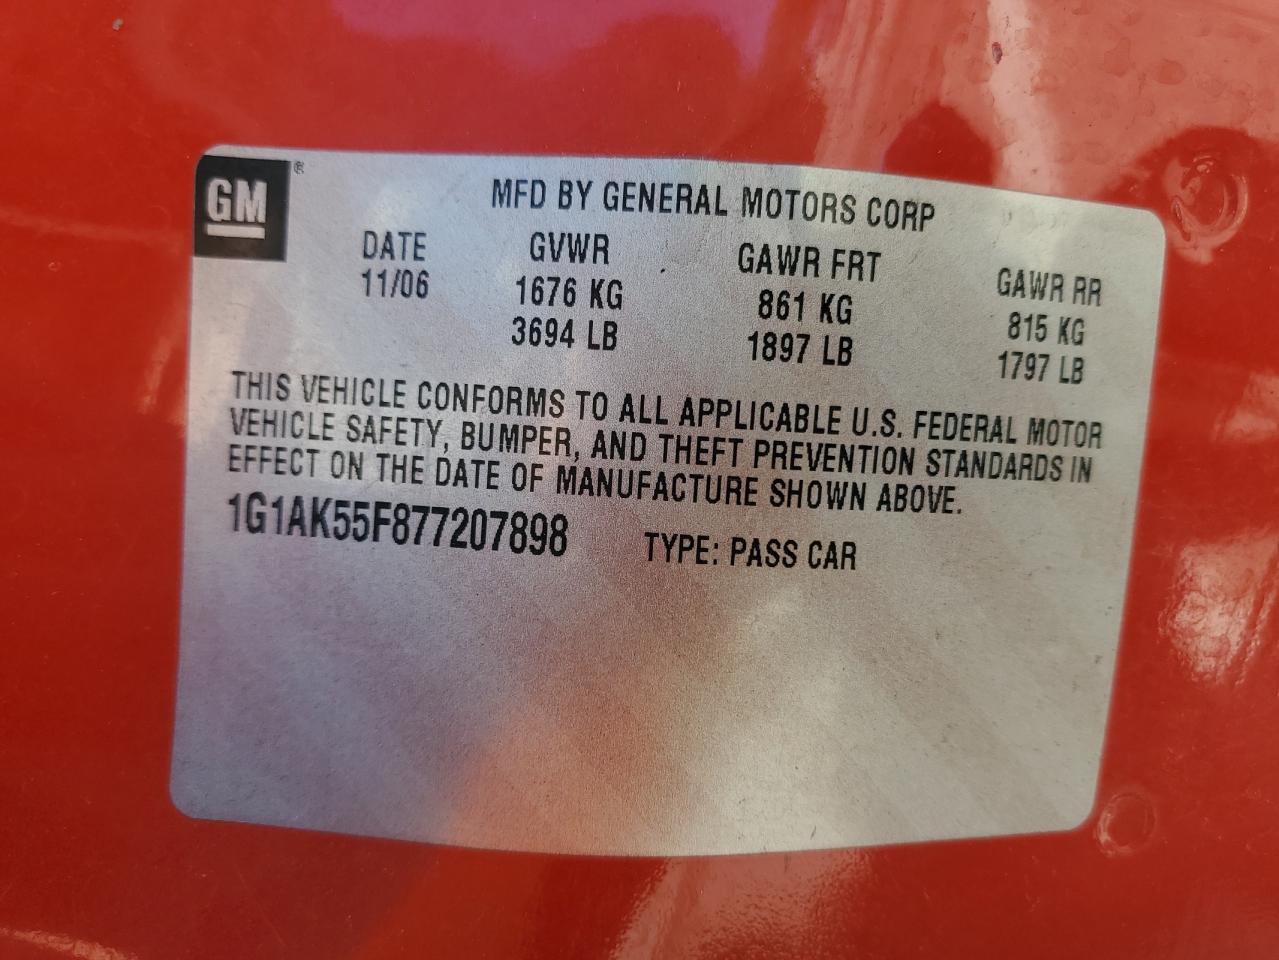 GM®
MFD BY GENERAL MOTORS CORP
DATE GVWR GAWR FRT GAWR RR
11/06 1676 KG 861 KG 815 KG
3694 LB 1897 LB 1797 LB
THIS VEHICLE CONFORMS TO ALL APPLICABLE U.S. FEDERAL MOTOR
VEHICLE SAFETY, BUMPER, AND THEFT PREVENTION STANDARDS IN
EFFECT ON THE DATE OF MANUFACTURE SHOWN ABOVE.
1G1AK55F877207898 TYPE: PASS CAR